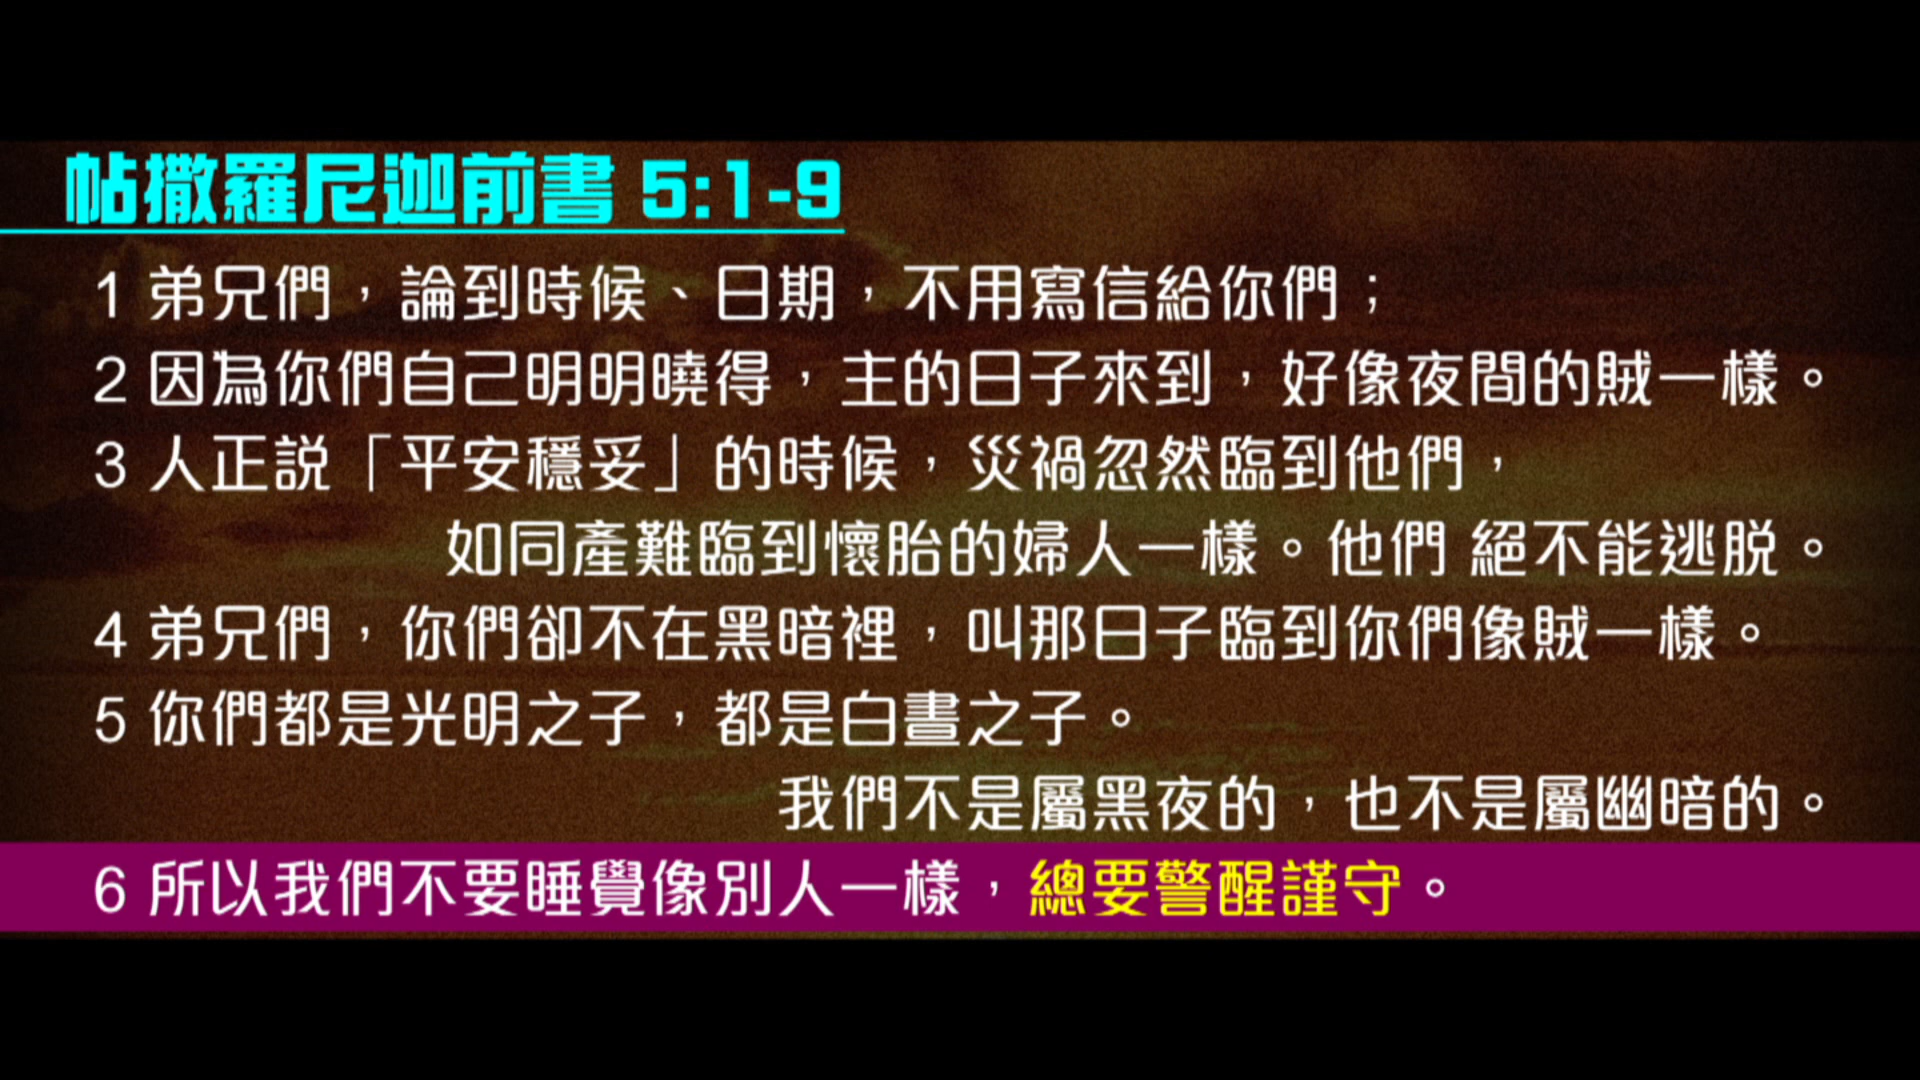 帖撒羅尼迦前書 5:1-9
1 弟兄們，論到時候、日期，不用寫信給你們；
2 因為你們自己明明曉得，主的日子來到，好像夜間的賊一樣。
3 人正説「平安穩妥」的時候，災禍忽然臨到他們，
如同產難臨到懷胎的婦人一樣。他們 絕不能逃脱。
4 弟兄們，你們卻不在黑暗裡，叫那日子臨到你們像賊一樣。
5 你們都是光明之子，都是白晝之子。
我們不是屬黑夜的，也不是屬幽暗的。
6 所以我們不要睡覺像別人一樣，總要警醒謹守。